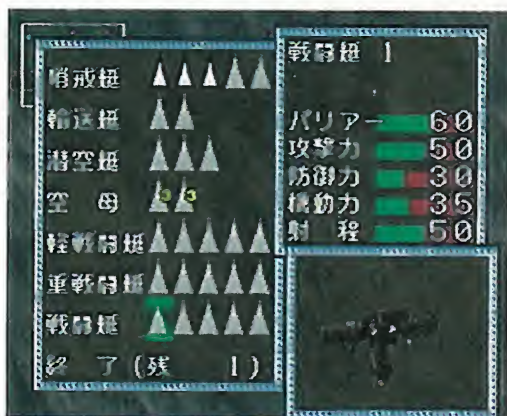 哨戒艇
輸送艇
潜空艇
空 母 3 3
軽戦闘艇
重戦闘艇
戦闘艇
終 了(残 1)
戦闘艇 1
バリアー 60
攻撃力 50
防御力 30
機動力 35
射 程 50